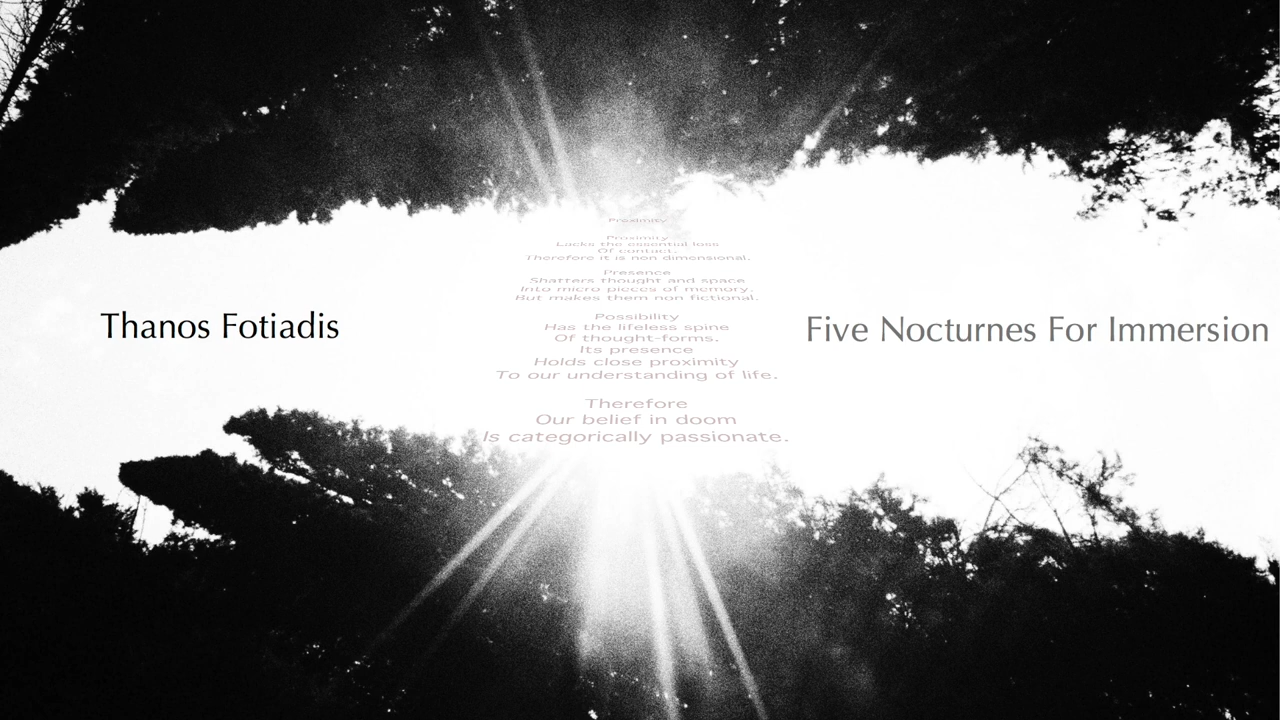 Proximity
Proximity
Lacks the essential loss
Of contact.
Therefore it is non dimensional.
Presence
Shatters thought and space
Into micro pieces of memory.
But makes them non fictional.
Possibility
Has the lifeless spine
Of thought-forms.
Its presence
Holds close proximity
To our understanding of life.
Therefore
Our belief in doom
Is categorically passionate.
Thanos Fotiadis
Five Nocturnes For Immersion